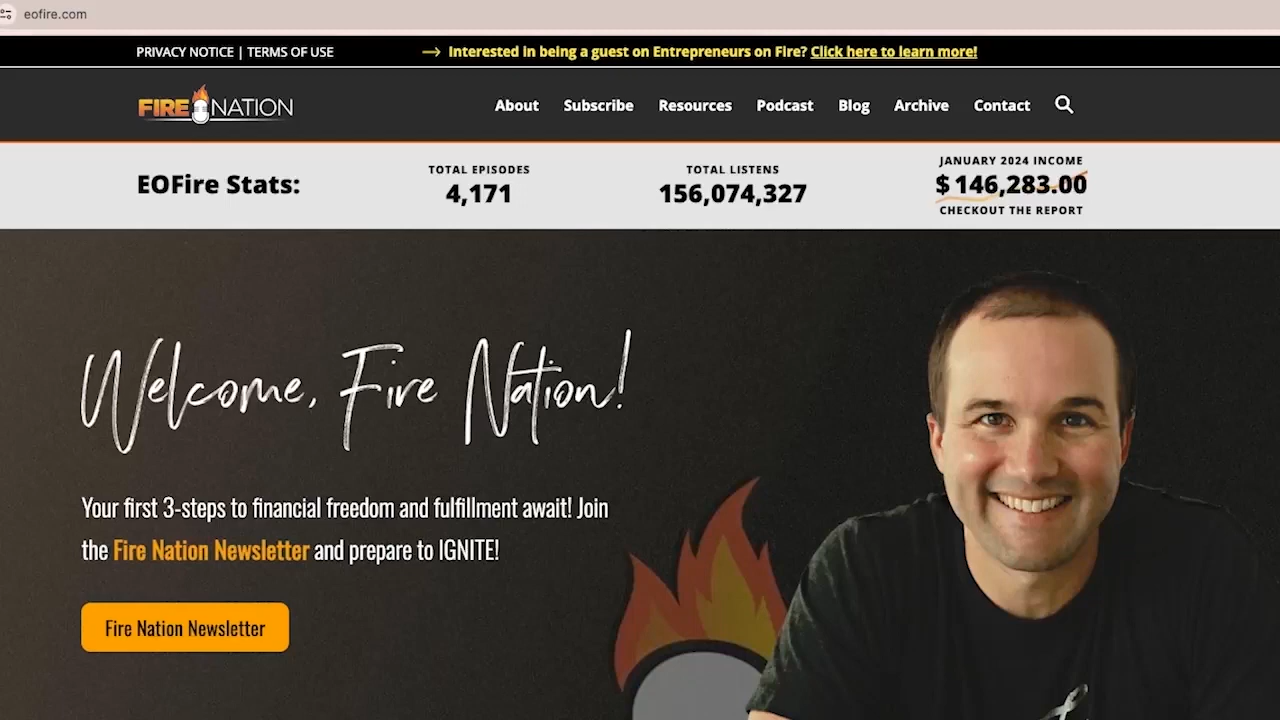 eofire.com
PRIVACY NOTICE | TERMS OF USE
Interested in being a guest on Entrepreneurs on Fire? Click here to learn more!
FIRE NATION
About Subscribe Resources Podcast Blog Archive Contact
EOFire Stats:
TOTAL EPISODES
4,171
TOTAL LISTENS
156,074,327
JANUARY 2024 INCOME
$146,283.00
CHECKOUT THE REPORT
Welcome, Fire Nation!
Your first 3-steps to financial freedom and fulfillment await! Join
the Fire Nation Newsletter and prepare to IGNITE!
Fire Nation Newsletter